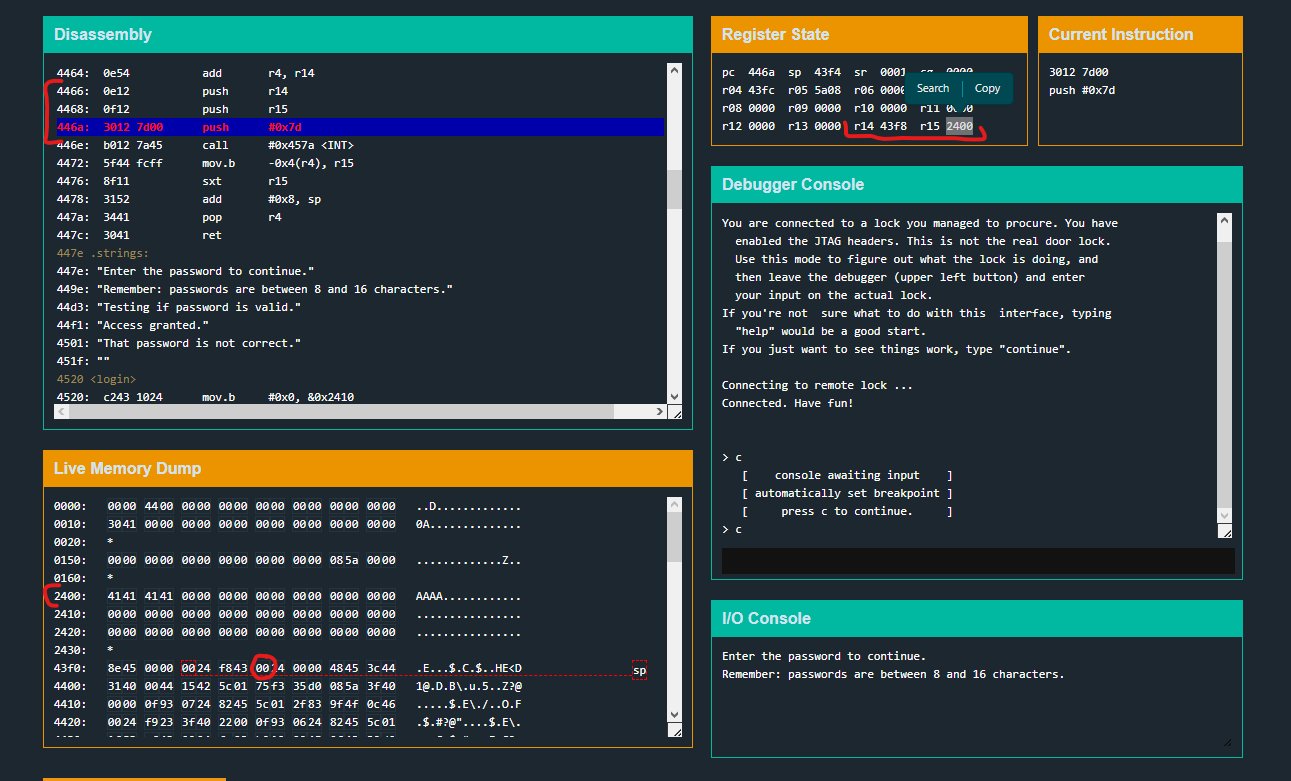 Disassembly
4464: 0e54 add r4, r14
4466: 0e12 push r14
4468: 0f12 push r15
446a: 3012 7d00 push #0x7d
446e: b012 7a45 call #0x457a <INT>
4472: 5f44 fcff mov.b -0x4(r4), r15
4476: 8f11 sxt r15
4478: 3152 add #0x8, sp
447a: 3441 pop r4
447c: 3041 ret
447e .strings:
447e: "Enter the password to continue."
449e: "Remember: passwords are between 8 and 16 characters."
44d3: "Testing if password is valid."
44f1: "Access granted."
4501: "That password is not correct."
451f: ""
4520 <login>
4520: c243 1024 mov.b #0x0, &0x2410
Live Memory Dump
0000: 0000 4400 0000 0000 0000 0000 0000 0000 ..D.............
0010: 3041 0000 0000 0000 0000 0000 0000 0000 0A..............
0020: *
0150: 0000 0000 0000 0000 0000 0000 085a 0000 .............Z..
0160: *
2400: 4141 4141 0000 0000 0000 0000 0000 0000 AAAA............
2410: 0000 0000 0000 0000 0000 0000 0000 0000 ................
2420: 0000 0000 0000 0000 0000 0000 0000 0000 ................
2430: *
43f0: 8e45 0000 0024 f843 0024 0000 4845 3c44 .E...$.C.$..HE<D
sp
4400: 3140 0044 1542 5c01 75f3 35d0 085a 3f40 1@.D.B\.u.5..Z?@
4410: 0000 0f93 0724 8245 5c01 2f83 9f4f 0c46 .....$.E\./..O.F
4420: 0024 f923 3f40 2200 0f93 0624 8245 5c01 .$.#?@"....$.E\.
Register State
pc 446a sp 43f4 sr 0001 0000
r04 43fc r05 5a08 r06 0000
r08 0000 r09 0000 r10 0000 r11
r12 0000 r13 0000 r14 43f8 r15 2400
Search Copy
Current Instruction
3012 7d00
push #0x7d
Debugger Console
You are connected to a lock you managed to procure. You have
enabled the JTAG headers. This is not the real door lock.
Use this mode to figure out what the lock is doing, and
then leave the debugger (upper left button) and enter
your input on the actual lock.
If you're not sure what to do with this interface, typing
"help" would be a good start.
If you just want to see things work, type "continue".
Connecting to remote lock ...
Connected. Have fun!
> c
[ console awaiting input ]
[ automatically set breakpoint ]
[ press c to continue. ]
> c
I/O Console
Enter the password to continue.
Remember: passwords are between 8 and 16 characters.